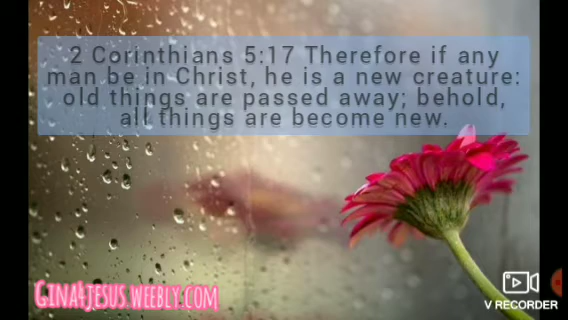 2 Corinthians 5:17 Therefore if any
man be in Christ, he is a new creature:
old things are passed away; behold,
all things are become new.
Gina4jesus.weebly.com
V RECORDER